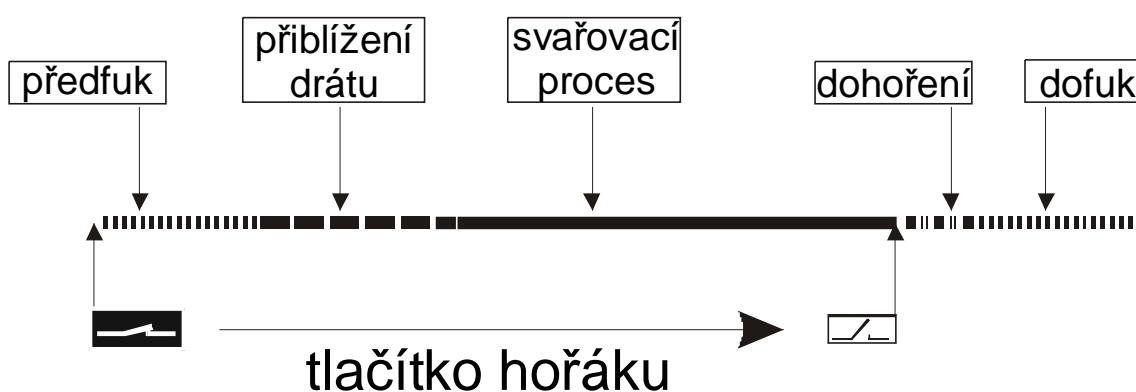 předfuk
přiblížení
drátu
svařovací
proces
dohoření
dofuk
tlačítko hořáku